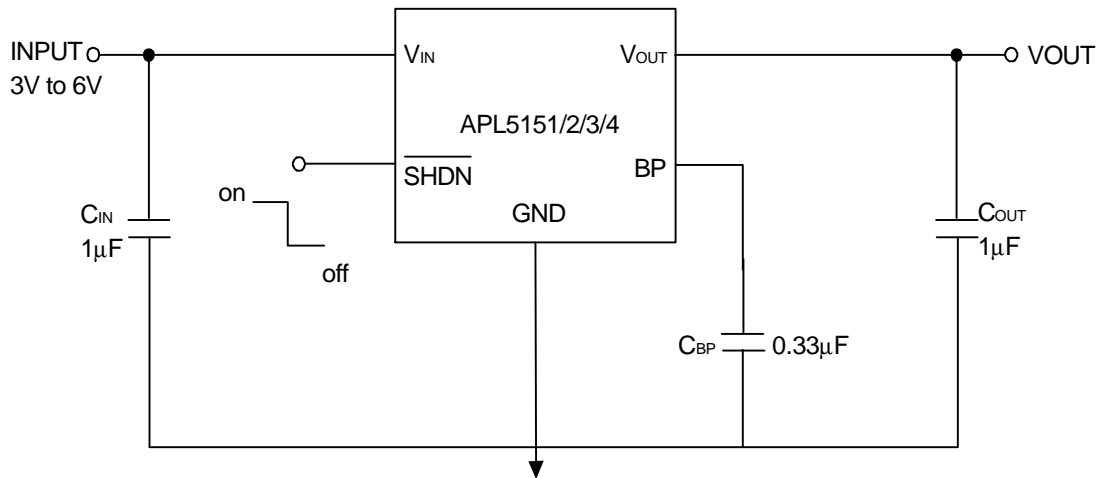 INPUT
3V to 6V
VIN
VOUT
VOUT
APL5151/2/3/4
SHDN
BP
GND
on
off
CIN
1μF
COUT
1μF
CBP
0.33μF